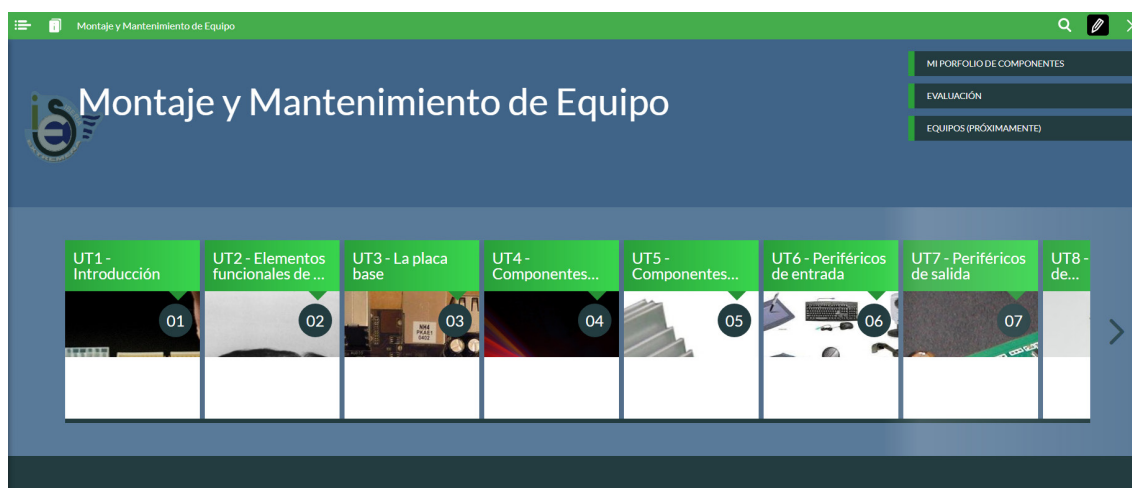 Montaje y Mantenimiento de Equipo
Montaje y Mantenimiento de Equipo
MI PORFOLIO DE COMPONENTES
EVALUACIÓN
EQUIPOS (PRÓXIMAMENTE)
UT1 -
Introducción
01
UT2 - Elementos
funcionales de ...
02
UT3 - La placa
base
03
UT4 -
Componentes...
04
UT5 -
Componentes...
05
UT6 - Periféricos
de entrada
06
UT7 - Periféricos
de salida
07
UT8 -
de...